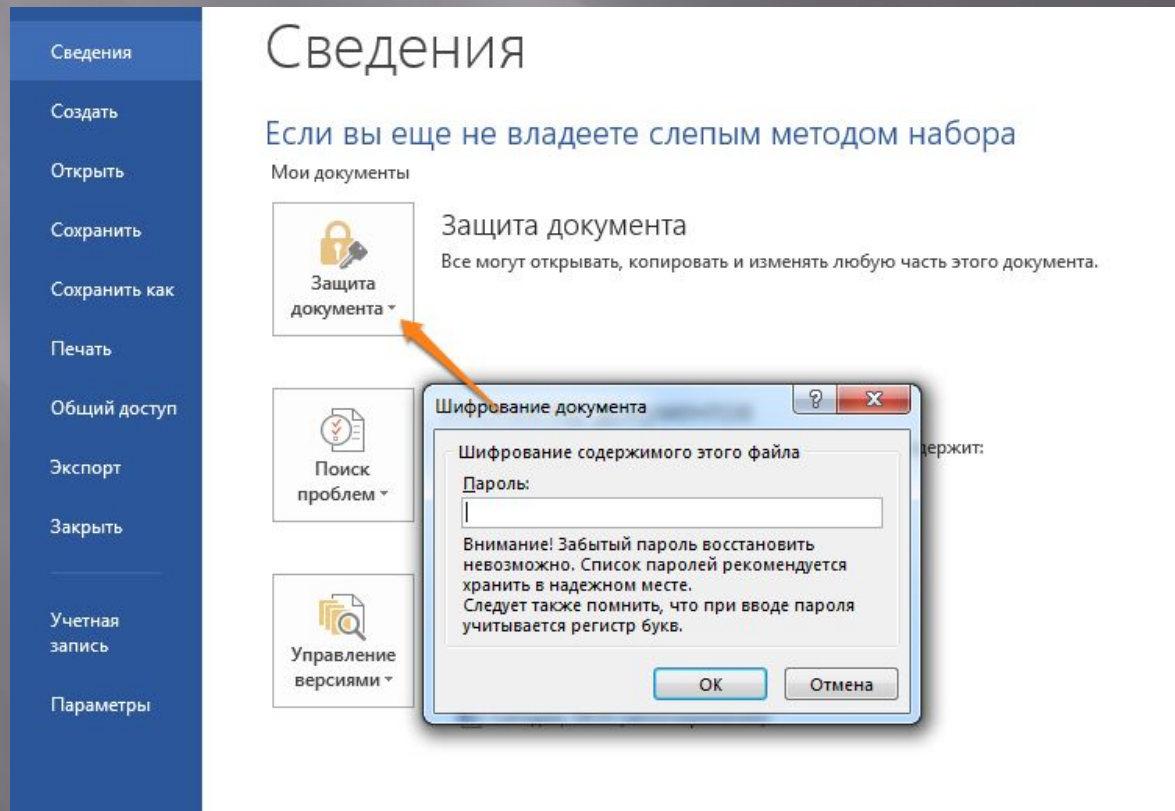 Сведения
Создать
Открыть
Сохранить
Сохранить как
Печать
Общий доступ
Экспорт
Закрыть
Учетная
запись
Параметры
Сведения
Если вы еще не владеете слепым методом набора
Мои документы
Защита
документа
Защита документа
Все могут открывать, копировать и изменять любую часть этого документа.
Поиск
проблем
Управление
версиями
Шифрование документа
Шифрование содержимого этого файла
Пароль:
Внимание! Забытый пароль восстановить
невозможно. Список паролей рекомендуется
хранить в надежном месте.
Следует также помнить, что при вводе пароля
учитывается регистр букв.
ОК
Отмена